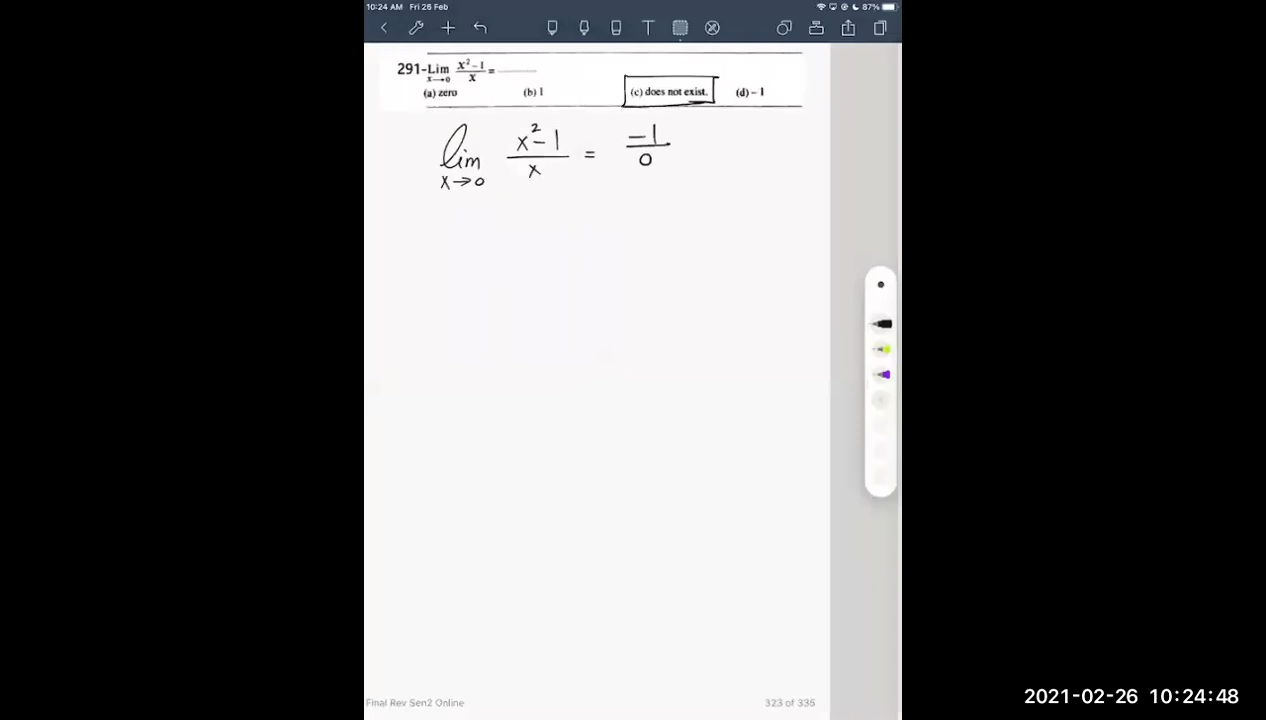 10:24 AM Fri 26 Feb
87%
T
291-Lim x²-1/x = ———
x→0
(a) zero (b) 1 (c) does not exist. (d) - 1
lim x²-1/x = -1/0
x→0
Final Rev Sen2 Online 323 of 335
2021-02-26 10:24:48